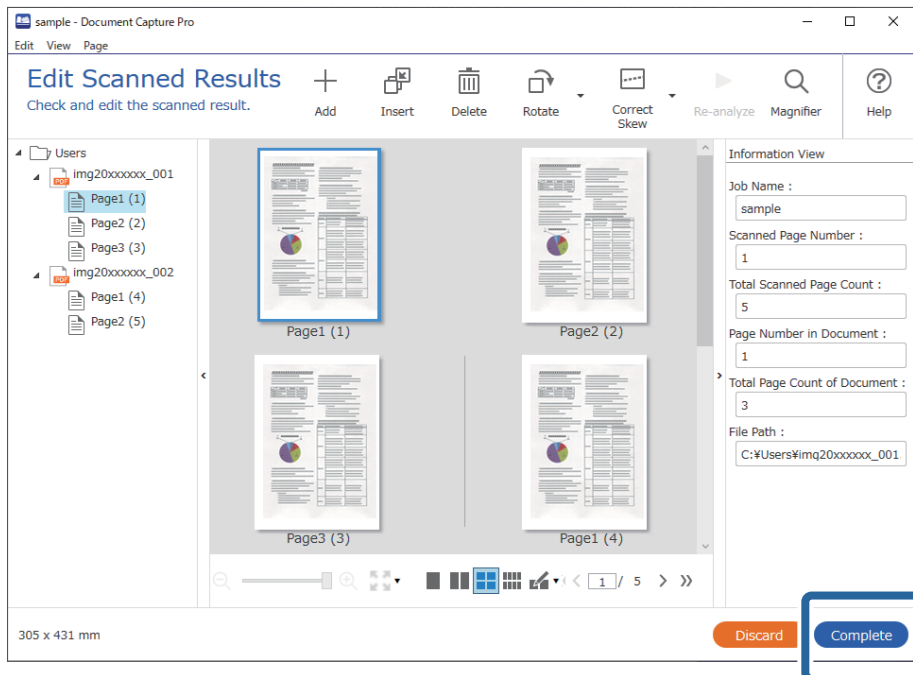 sample - Document Capture Pro
Edit View Page
Edit Scanned Results
Check and edit the scanned result.
Add
Insert
Delete
Rotate
Correct
Skew
Re-analyze
Magnifier
Help
Users
PDF
img20xxxxxx_001
Page1 (1)
Page2 (2)
Page3 (3)
PDF
img20xxxxxx_002
Page1 (4)
Page2 (5)
Page1 (1)
Page2 (2)
Page3 (3)
Page1 (4)
Information View
Job Name :
sample
Scanned Page Number :
1
Total Scanned Page Count :
5
Page Number in Document :
1
Total Page Count of Document :
3
File Path :
C:¥Users¥img20xxxxxx_001
1 / 5
305 x 431 mm
Discard
Complete